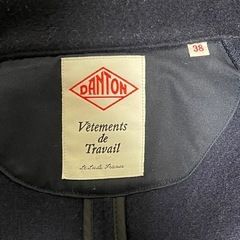 DANTON
38
Vêtements
de
Travail